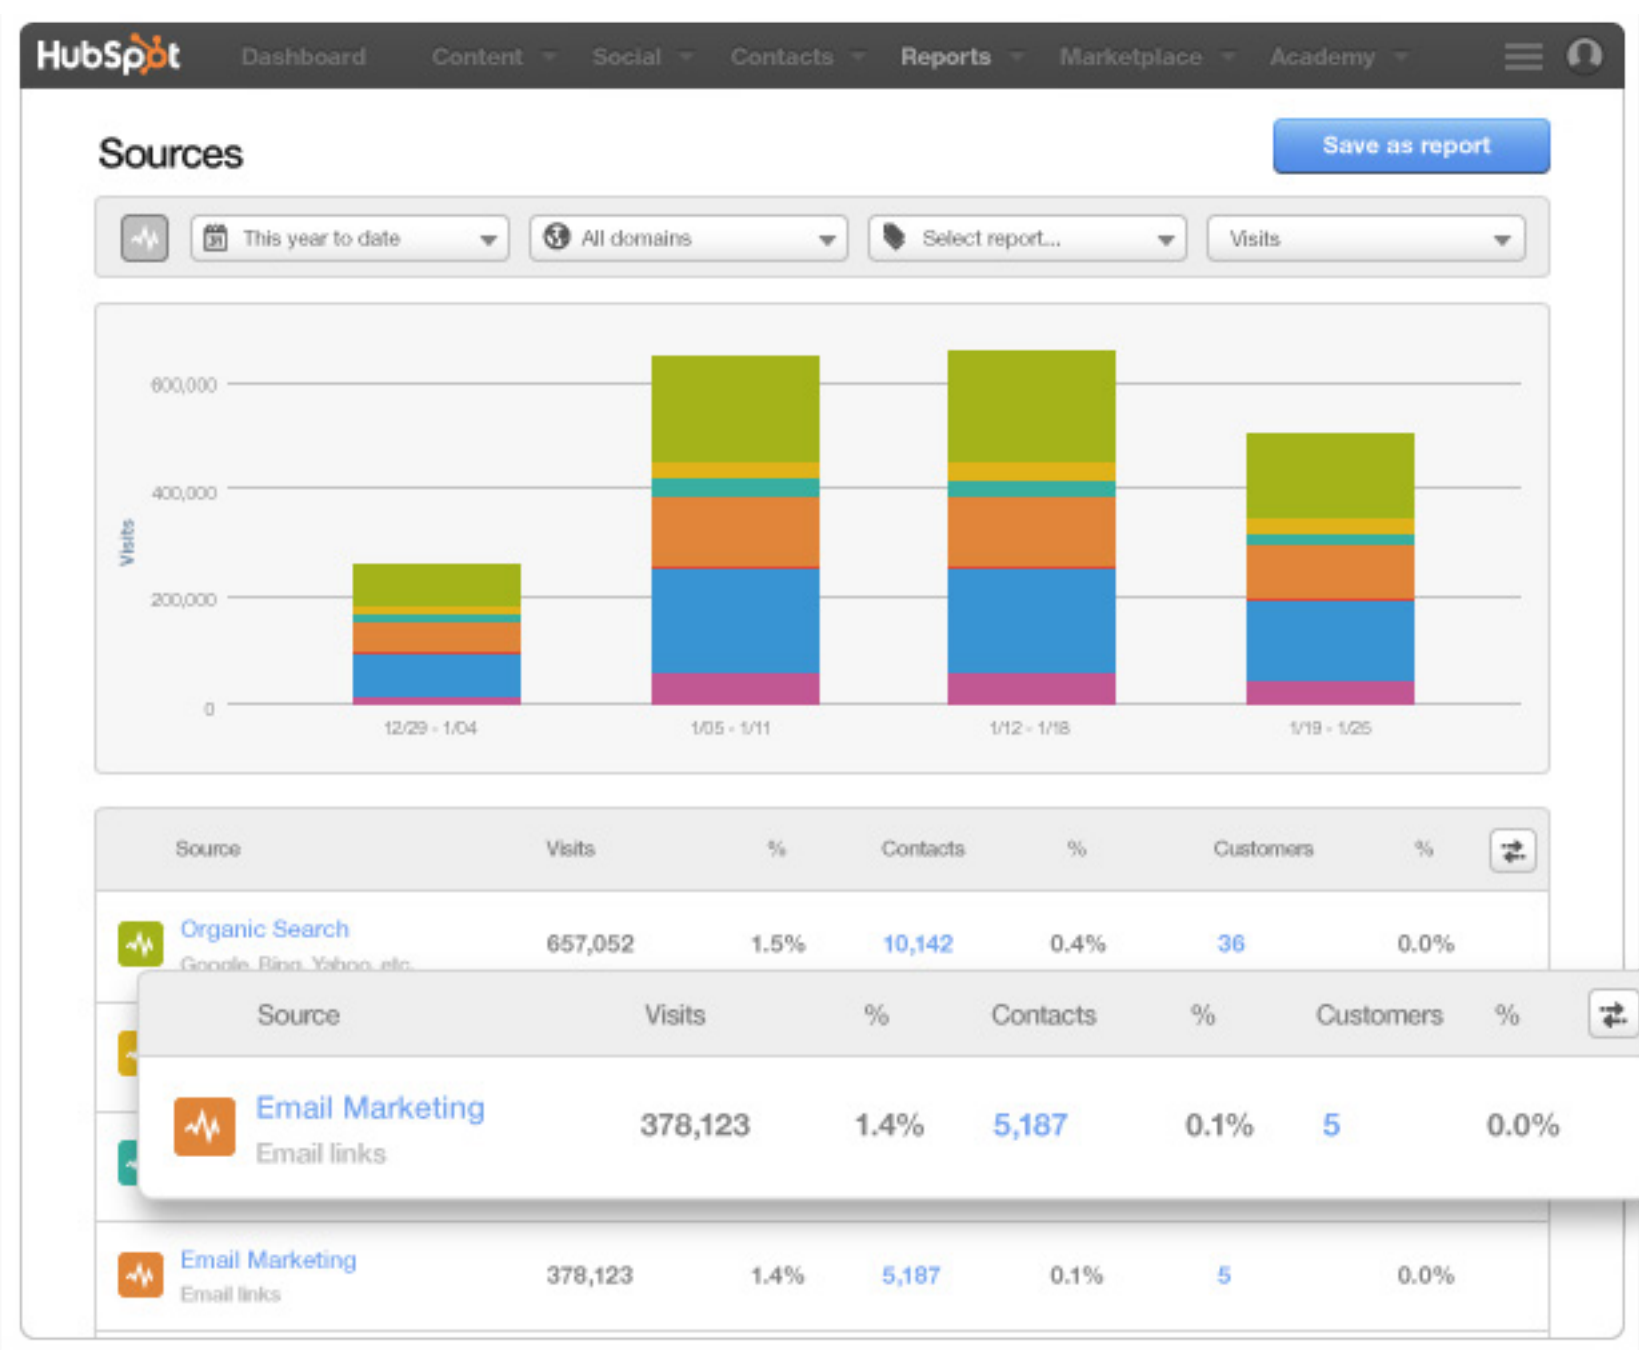 HubSpot Dashboard Content Social Contacts Reports Marketplace Academy
Sources
Save as report
31 This year to date All domains Select report... Visits
Visits
600,000
400,000
200,000
0
12/29 - 1/04 1/05 - 1/11 1/12 - 1/18 1/19 - 1/25
Source Visits % Contacts % Customers %
Organic Search
657,052 1.5% 10,142 0.4% 36 0.0%
Google, Bing, Yahoo, etc.
Source Visits % Contacts % Customers %
Email Marketing
378,123 1.4% 5,187 0.1% 5 0.0%
Email links
Email Marketing
378,123 1.4% 5,187 0.1% 5 0.0%
Email links